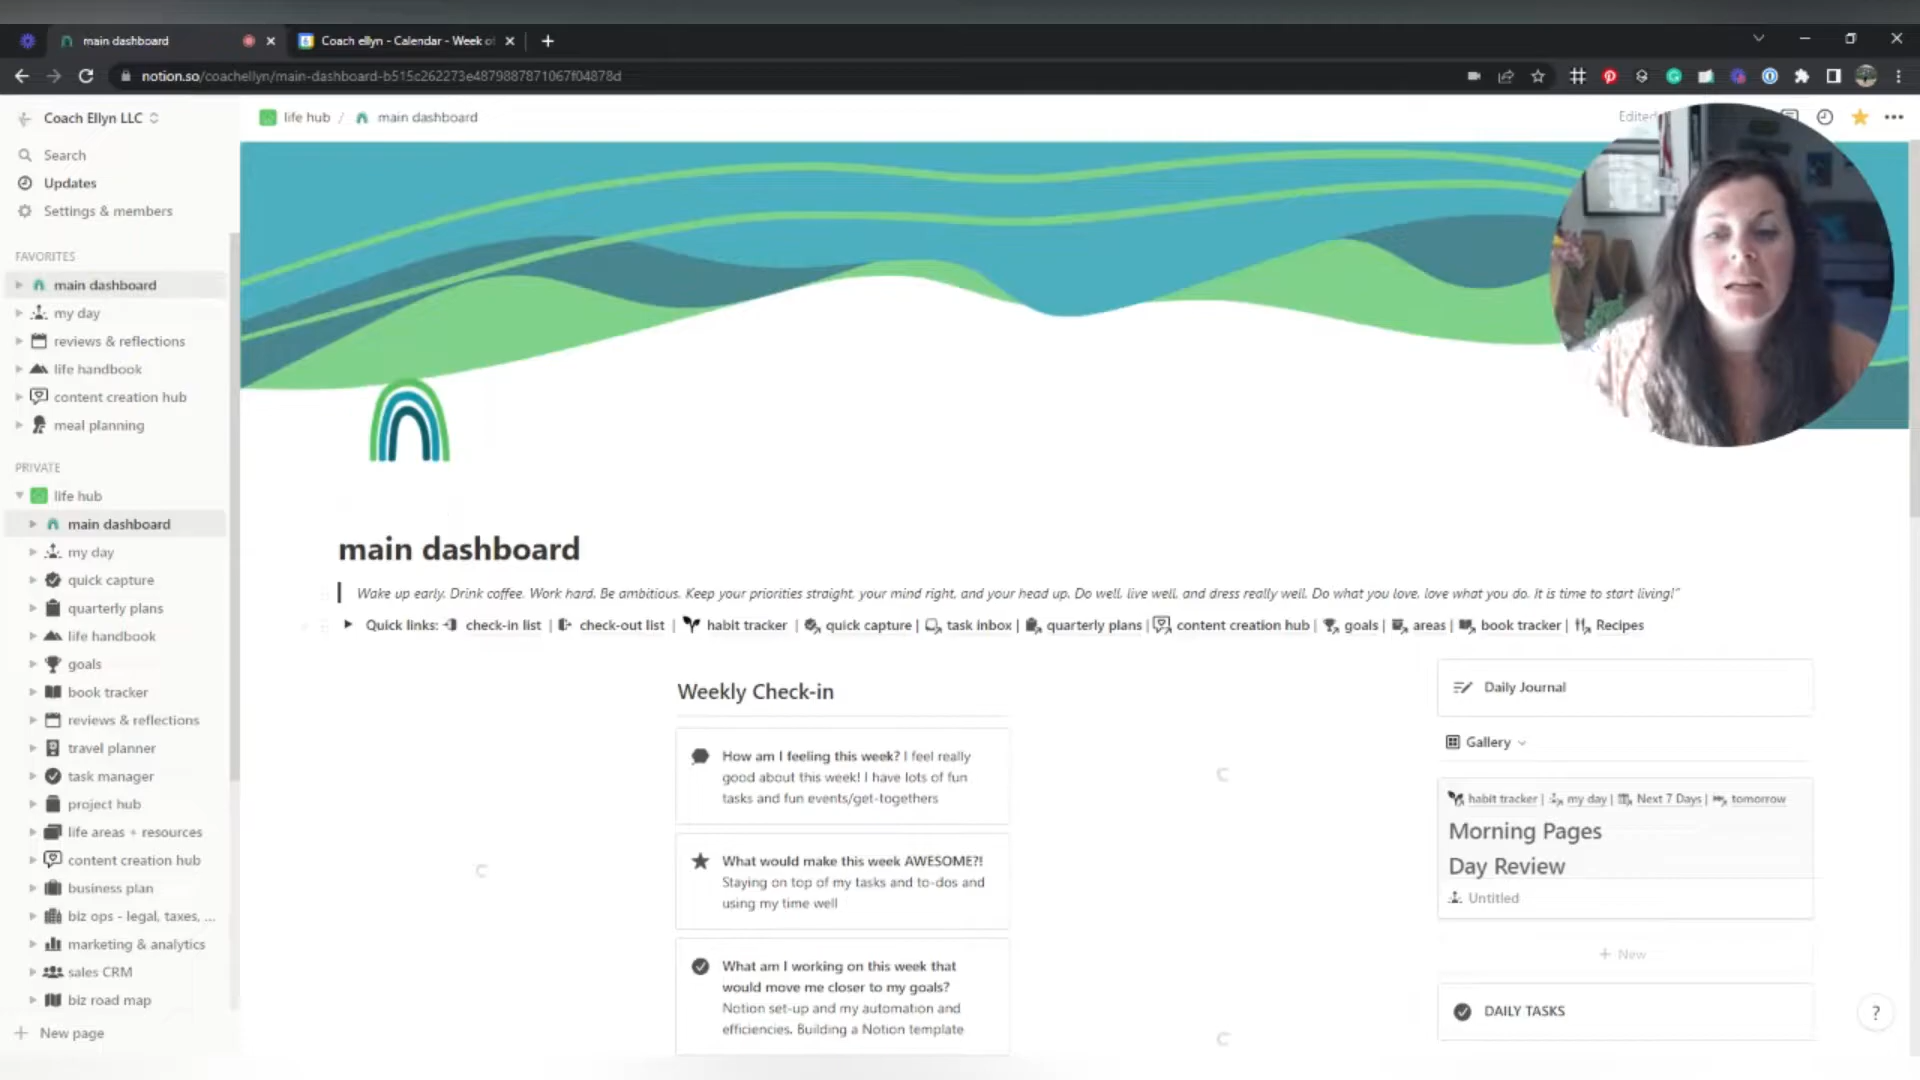 main dashboard
Coach ellyn - Calendar - Week of
notion.so/coachellyn/main-dashboard-b515c262273e4879887871067f04878d
Coach Ellyn LLC
life hub / main dashboard
Edited
Search
Updates
Settings & members
FAVORITES
main dashboard
my day
reviews & reflections
life handbook
content creation hub
meal planning
PRIVATE
life hub
main dashboard
my day
quick capture
quarterly plans
life handbook
goals
book tracker
reviews & reflections
travel planner
task manager
project hub
life areas + resources
content creation hub
business plan
biz ops - legal, taxes, ...
marketing & analytics
sales CRM
biz road map
New page
main dashboard
Wake up early. Drink coffee. Work hard. Be ambitious. Keep your priorities straight, your mind right, and your head up. Do well, live well, and dress really well. Do what you love, love what you do. It is time to start living!"
Quick links: check-in list | check-out list | habit tracker | quick capture | task inbox | quarterly plans | content creation hub | goals | areas | book tracker | Recipes
Weekly Check-in
How am I feeling this week? I feel really
good about this week! I have lots of fun
tasks and fun events/get-togethers
What would make this week AWESOME?!
Staying on top of my tasks and to-dos and
using my time well
What am I working on this week that
would move me closer to my goals?
Notion set-up and my automation and
efficiencies. Building a Notion template
Daily Journal
Gallery
habit tracker | my day | Next 7 Days | tomorrow
Morning Pages
Day Review
Untitled
+ New
DAILY TASKS
?